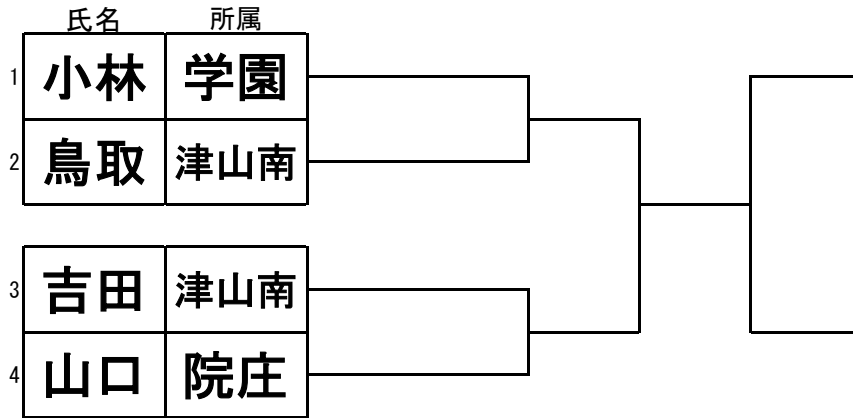 氏名 所属
1 小林 学園
2 鳥取 津山南
3 吉田 津山南
4 山口 院庄